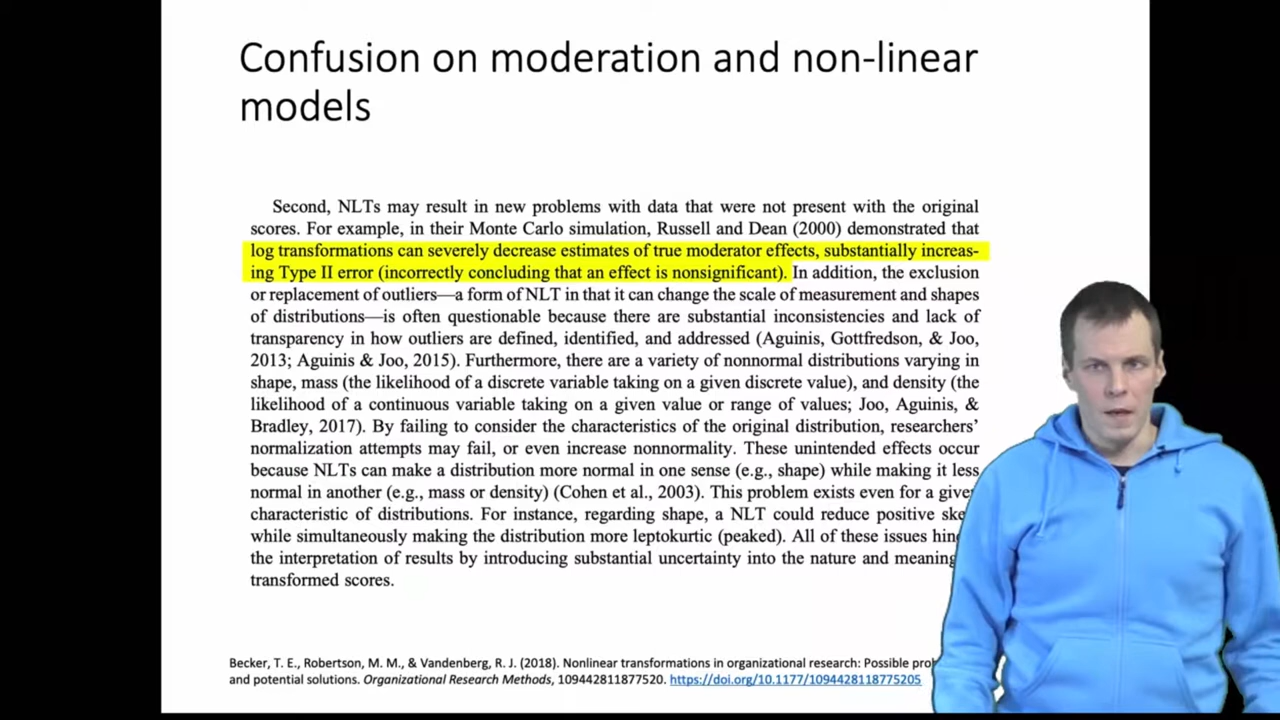 Confusion on moderation and non-linear
models
Second, NLTs may result in new problems with data that were not present with the original
scores. For example, in their Monte Carlo simulation, Russell and Dean (2000) demonstrated that
log transformations can severely decrease estimates of true moderator effects, substantially increas-
ing Type II error (incorrectly concluding that an effect is nonsignificant). In addition, the exclusion
or replacement of outliers—a form of NLT in that it can change the scale of measurement and shapes
of distributions—is often questionable because there are substantial inconsistencies and lack of
transparency in how outliers are defined, identified, and addressed (Aguinis, Gottfredson, & Joo,
2013; Aguinis & Joo, 2015). Furthermore, there are a variety of nonnormal distributions varying in
shape, mass (the likelihood of a discrete variable taking on a given discrete value), and density (the
likelihood of a continuous variable taking on a given value or range of values; Joo, Aguinis, &
Bradley, 2017). By failing to consider the characteristics of the original distribution, researchers’
normalization attempts may fail, or even increase nonnormality. These unintended effects occur
because NLTs can make a distribution more normal in one sense (e.g., shape) while making it less
normal in another (e.g., mass or density) (Cohen et al., 2003). This problem exists even for a given
characteristic of distributions. For instance, regarding shape, a NLT could reduce positive
while simultaneously making the distribution more leptokurtic (peaked). All of these issues
the interpretation of results by introducing substantial uncertainty into the nature and meaning
transformed scores.
Becker, T. E., Robertson, M. M., & Vandenberg, R. J. (2018). Nonlinear transformations in organizational research: Possible
and potential solutions. Organizational Research Methods, 109442811877520. https://doi.org/10.1177/1094428118775205